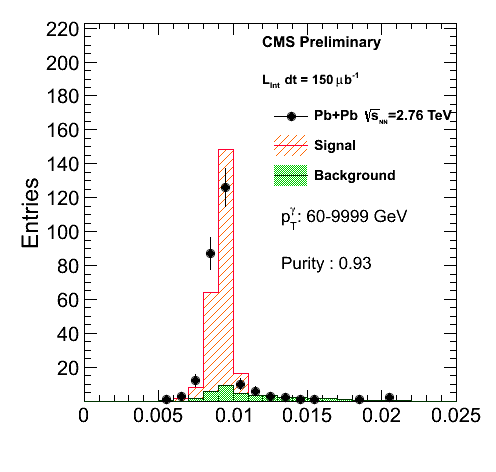 CMS Preliminary
L_Int dt = 150 μb^-1
Pb+Pb √s_NN=2.76 TeV
Signal
Background
p_T^γ: 60-9999 GeV
Purity : 0.93
Entries
220
200
180
160
140
120
100
80
60
40
20
0 0.005 0.01 0.015 0.02 0.025